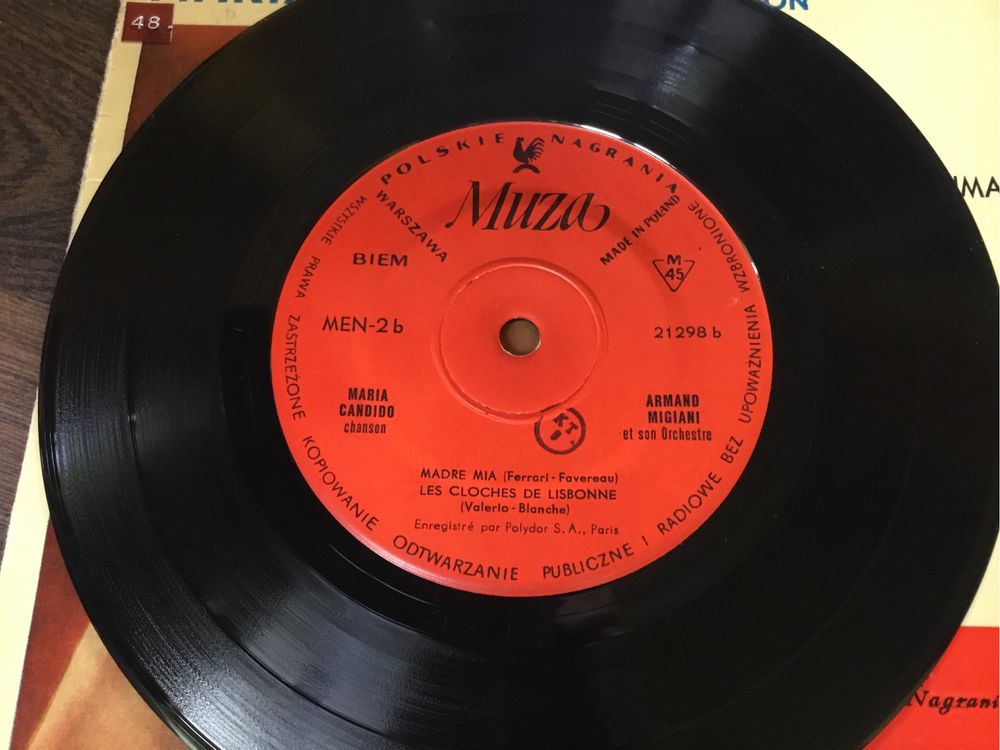 48
POLSKIE NAGRANIA
WARSZAWA
Muza
MADE IN POLAND
BIEM
M
45
MEN-2 b
21298 b
MARIA
CANDIDO
chanson
ARMAND
MIGIANI
et son Orchestre
KT
MADRE MIA (Ferrari - Favereau)
LES CLOCHES DE LISBONNE
(Valerio - Blanche)
Enregistré par Polydor S. A., Paris
WSZYSTKIE PRAWA ZASTRZEŻONE KOPIOWANIE ODTWARZANIE PUBLICZNE I RADIOWE BEZ UPOWAŻNIENIA WZBRONIONE